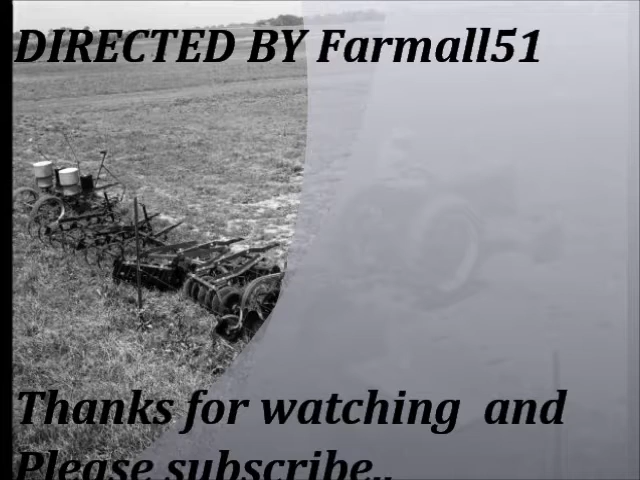 DIRECTED BY Farmall51
Thanks for watching and
Please subscribe..